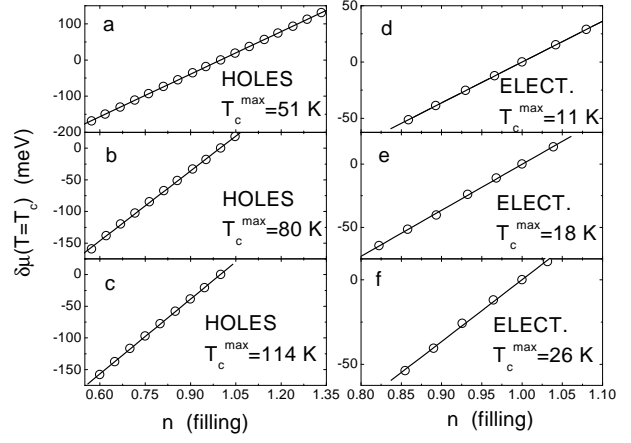 δμ(T=T_c) (meV)
a
HOLES
T_c^max=51 K
100
0
-100
-200
b
HOLES
T_c^max=80 K
0
-50
-100
-150
c
HOLES
T_c^max=114 K
0
-50
-100
-150
0.60 0.75 0.90 1.05 1.20 1.35
n (filling)
d
ELECT.
T_c^max=11 K
50
0
-50
e
ELECT.
T_c^max=18 K
0
-50
f
ELECT.
T_c^max=26 K
0
-50
0.80 0.85 0.90 0.95 1.00 1.05 1.10
n (filling)